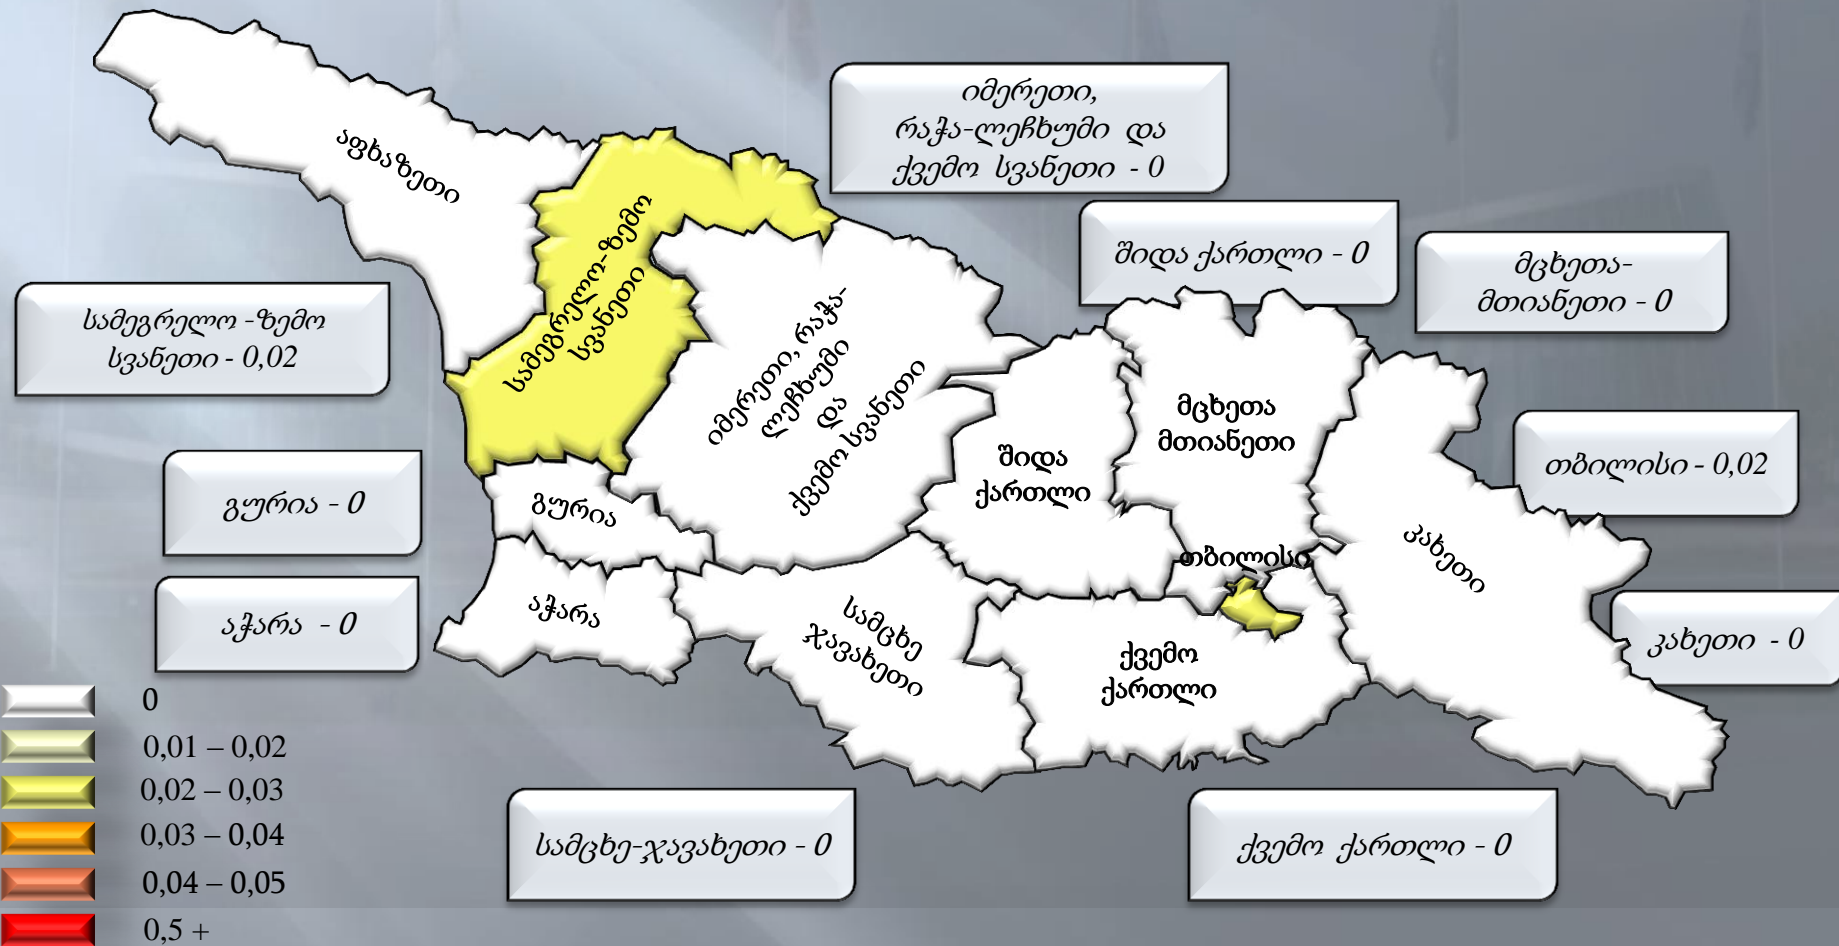 იმერეთი,
რაჭა-ლეჩხუმი და
ქვემო სვანეთი - 0
აფხაზეთი
სამეგრელო-ზემო
სვანეთი
შიდა ქართლი - 0
მცხეთა-
მთიანეთი - 0
სამეგრელო -ზემო
სვანეთი - 0,02
იმერეთი, რაჭა-
ლეჩხუმი
და
ქვემო სვანეთი
მცხეთა
მთიანეთი
შიდა
ქართლი
თბილისი - 0,02
გურია - 0
გურია
კახეთი
თბილისი
აჭარა - 0
აჭარა
სამცხე
ჯავახეთი
ქვემო
ქართლი
კახეთი - 0
0
0,01 – 0,02
0,02 – 0,03
0,03 – 0,04
0,04 – 0,05
0,5 +
სამცხე-ჯავახეთი - 0
ქვემო ქართლი - 0